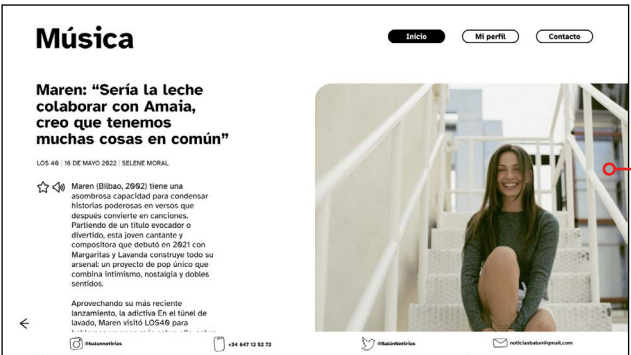 Música
Inicio
Mi perfil
Contacto
Maren: “Sería la leche
colaborar con Amaia,
creo que tenemos
muchas cosas en común”
LOS 40 | 16 DE MAYO 2022 | SELENE MORAL
Maren (Bilbao, 2002) tiene una
asombrosa capacidad para condensar
historias poderosas en versos que
después convierte en canciones.
Partiendo de un título evocador o
divertido, esta joven cantante y
compositora que debutó en 2021 con
Margaritas y Lavanda construye todo su
arsenal: un proyecto de pop único que
combina intimismo, nostalgia y dobles
sentidos.
Aprovechando su más reciente
lanzamiento, la adictiva En el túnel de
lavado, Maren visitó LOS40 para
@batunnoticias
+34 647 12 52 72
@BatúnNoticias
noticiasbatun@gmail.com